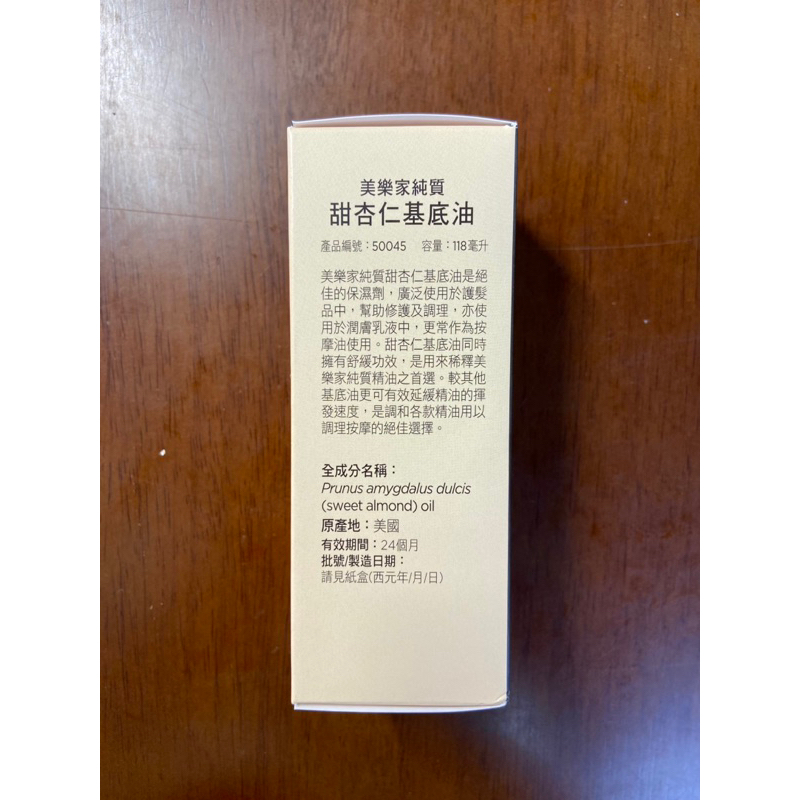 美樂家純質
甜杏仁基底油
產品編號：50045 容量：118毫升
美樂家純質甜杏仁基底油是絕
佳的保濕劑，廣泛使用於護髮
品中，幫助修護及調理，亦使
用於潤膚乳液中，更常作為按
摩油使用。甜杏仁基底油同時
擁有舒緩功效，是用來稀釋美
樂家純質精油之首選。較其他
基底油更可有效延緩精油的揮
發速度，是調和各款精油用以
調理按摩的絕佳選擇。
全成分名稱：
Prunus amygdalus dulcis
(sweet almond) oil
原產地：美國
有效期間：24個月
批號/製造日期：
請見紙盒(西元年/月/日)